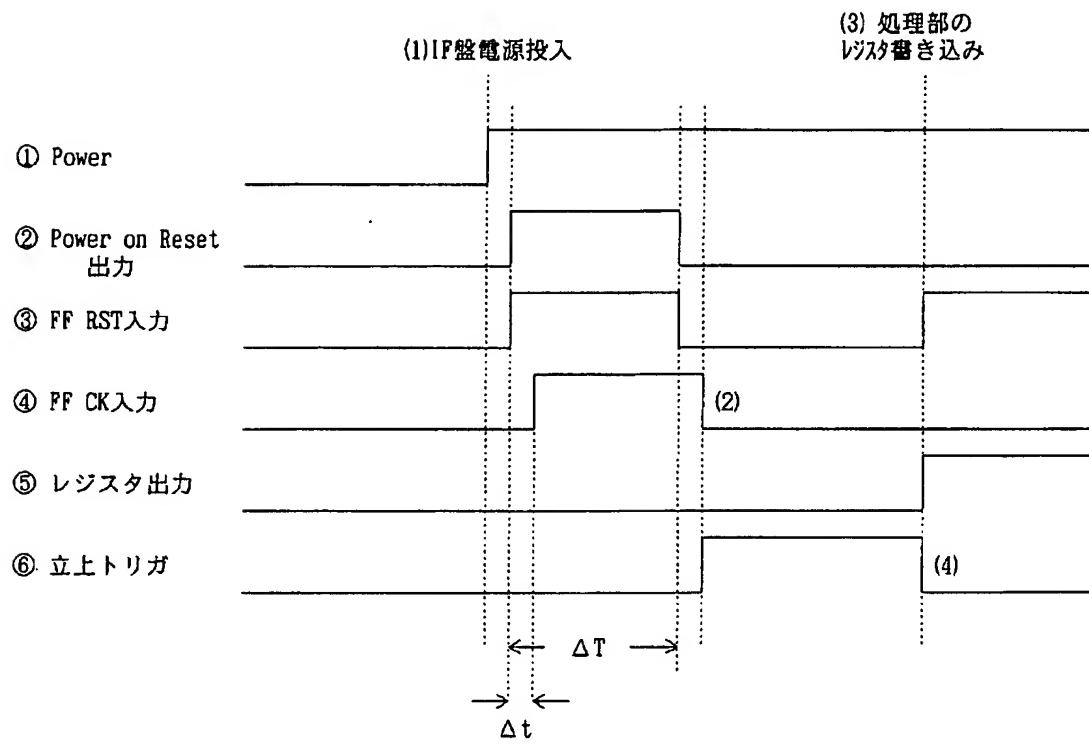 (3) 処理部の
(1)IF盤電源投入
レジスタ書き込み
① Power
② Power on Reset
出力
③ FF RST入力
④ FF CK入力
(2)
⑤ レジスタ出力
⑥ 立上トリガ
(4)
ΔT
Δt